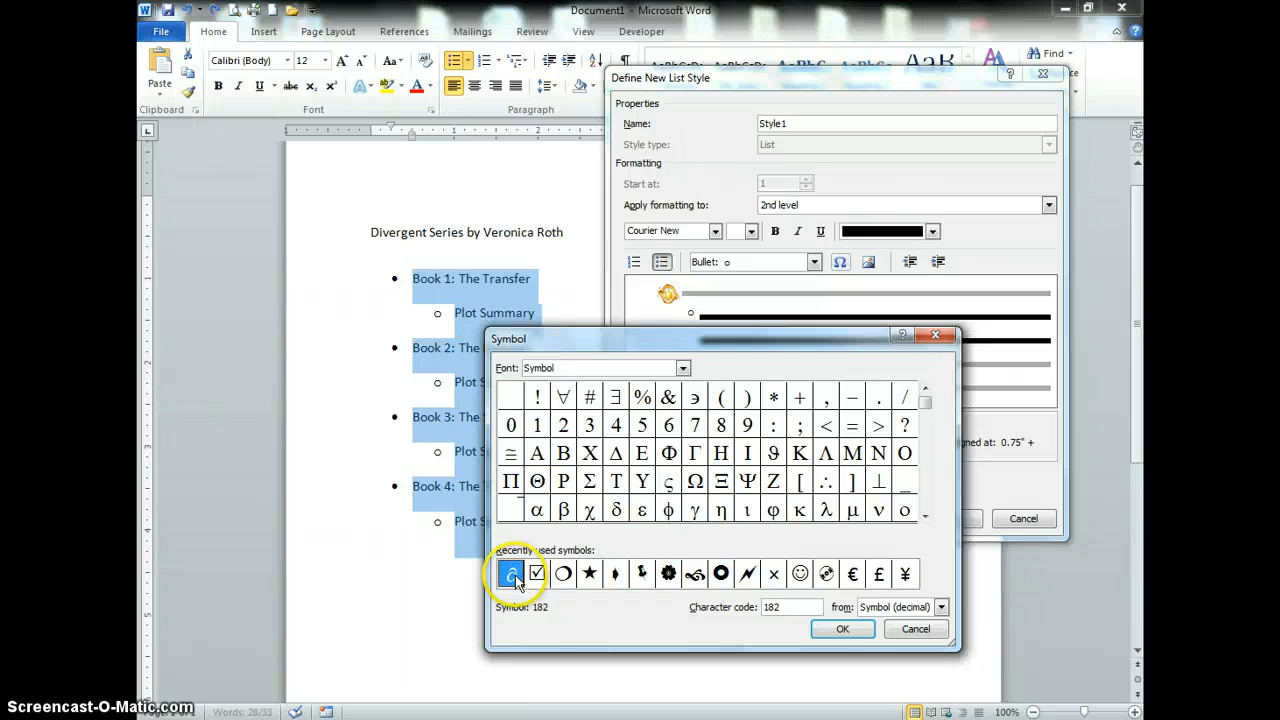 Document1 - Microsoft Word
File Home Insert Page Layout References Mailings Review View Developer
Calibri (Body) 12 Aa Find
Paste B I U abc x₂ x² A A
Clipboard Font Paragraph
Define New List Style
Properties
Name: Style1
Style type: List
Formatting
Start at: 1
Apply formatting to: 2nd level
Courier New B I U
Bullet: o
Divergent Series by Veronica Roth
• Book 1: The Transfer
o Plot Summary
• Book 2: The
o Plot S
• Book 3: The
o Plot S
• Book 4: The
o Plot S
gned at: 0.75" +
Cancel
Symbol
Font: Symbol
! ∀ # ∃ % & ϶ ( ) * + , − . /
0 1 2 3 4 5 6 7 8 9 : ; < = > ?
≅ Α Β Χ Δ Ε Φ Γ Η Ι ϑ Κ Λ Μ Ν Ο
Π Θ Ρ Σ Τ Υ ς Ω Ξ Ψ Ζ [ ∴ ] ⊥ _
α β χ δ ε ϕ γ η ι φ κ λ μ ν ο
Recently used symbols:
× ☺ € £ ¥
Symbol: 182 Character code: 182 from: Symbol (decimal)
OK Cancel
Words: 28/33 100%
Screencast-O-Matic.com